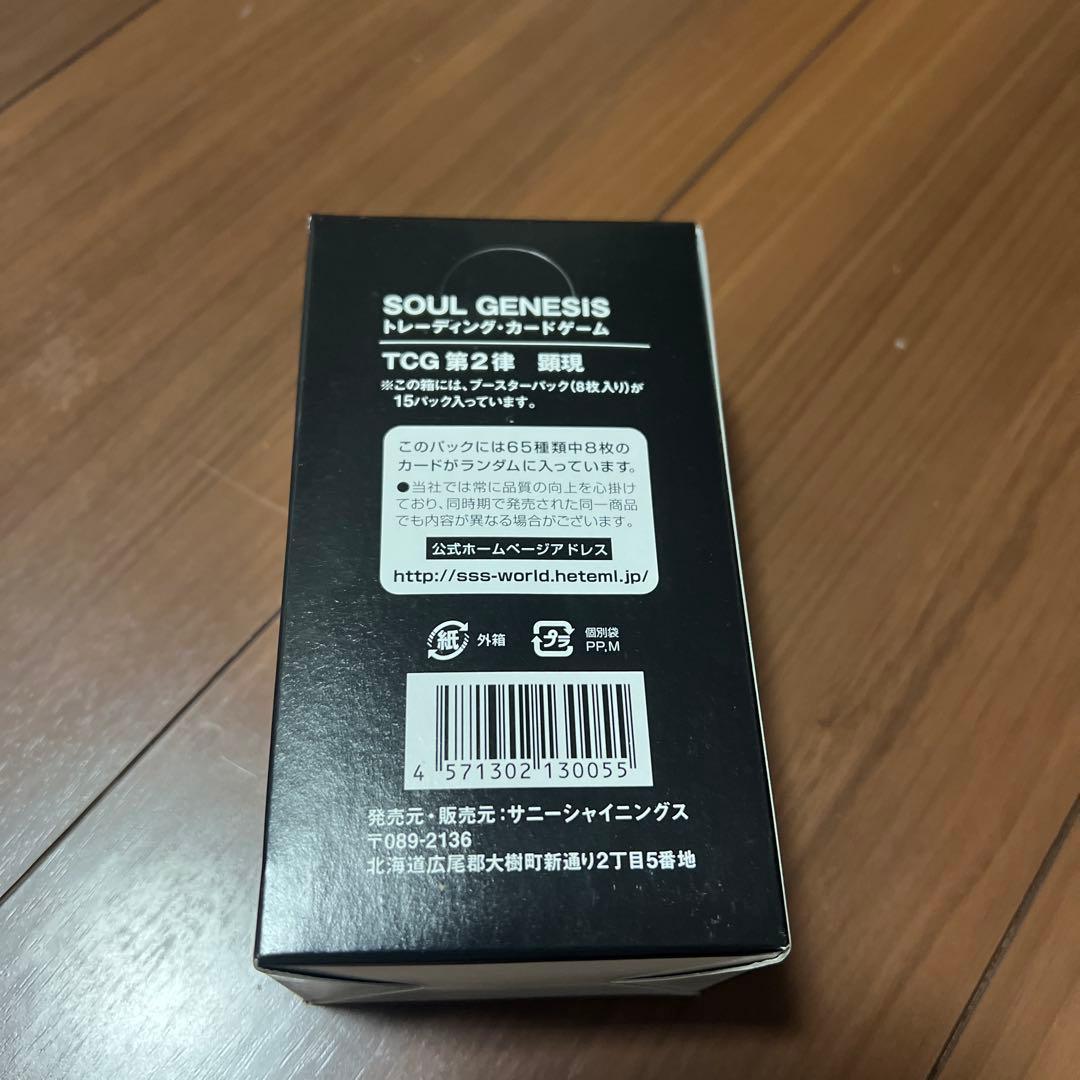 SOUL GENESiS
トレーディング・カードゲーム
TCG 第2律 顕現
※この箱には、ブースターパック(8枚入り)が
15パック入っています。
このパックには65種類中8枚の
カードがランダムに入っています。
●当社では常に品質の向上を心掛け
ており、同時期で発売された同一商品
でも内容が異なる場合がございます。
公式ホームページアドレス
http://sss-world.heteml.jp/
紙 外箱 プラ 個別袋
PP,M
4 571302 130055
発売元・販売元：サニーシャイニングス
〒089-2136
北海道広尾郡大樹町新通り2丁目5番地